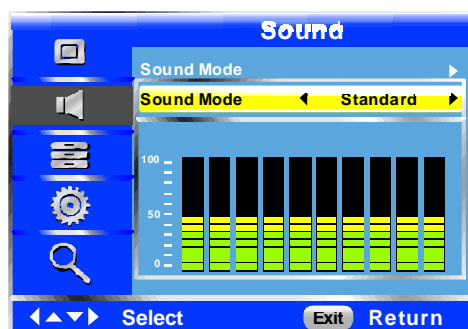 Sound
Sound Mode
Sound Mode Standard
100
50
0
Select Exit Return